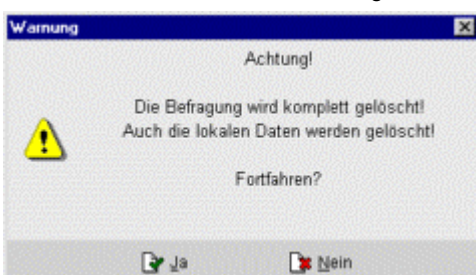 Warnung
Achtung!
Die Befragung wird komplett gelöscht!
Auch die lokalen Daten werden gelöscht!
Fortfahren?
Ja
Nein